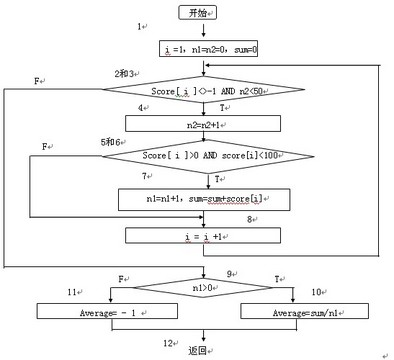 开始
1
i =1, n1=n2=0, sum=0
2和3
F
Score[ i ]<>-1 AND n2<50
4
T
n2=n2+1
5和6
F
Score[ i ]>0 AND score[i]<100
7
T
n1=n1+1, sum=sum+score[i]
8
i = i +1
9
F
n1>0
T
11
10
Average= - 1
Average=sum/n1
12
返回